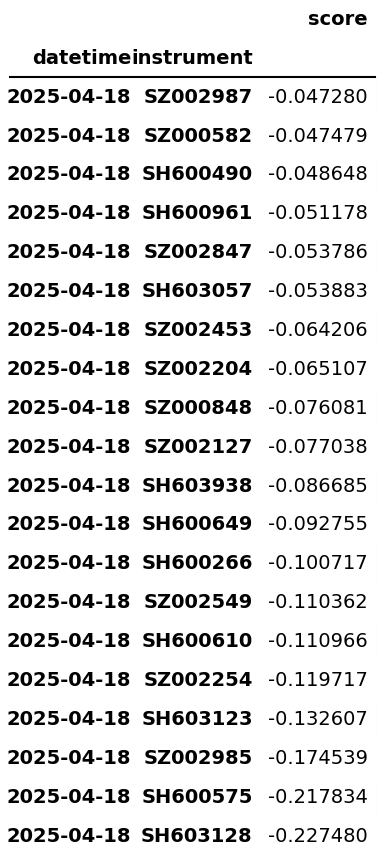 score
datetime instrument
2025-04-18 SZ002987 -0.047280
2025-04-18 SZ000582 -0.047479
2025-04-18 SH600490 -0.048648
2025-04-18 SH600961 -0.051178
2025-04-18 SZ002847 -0.053786
2025-04-18 SH603057 -0.053883
2025-04-18 SZ002453 -0.064206
2025-04-18 SZ002204 -0.065107
2025-04-18 SZ000848 -0.076081
2025-04-18 SZ002127 -0.077038
2025-04-18 SH603938 -0.086685
2025-04-18 SH600649 -0.092755
2025-04-18 SH600266 -0.100717
2025-04-18 SZ002549 -0.110362
2025-04-18 SH600610 -0.110966
2025-04-18 SZ002254 -0.119717
2025-04-18 SH603123 -0.132607
2025-04-18 SZ002985 -0.174539
2025-04-18 SH600575 -0.217834
2025-04-18 SH603128 -0.227480